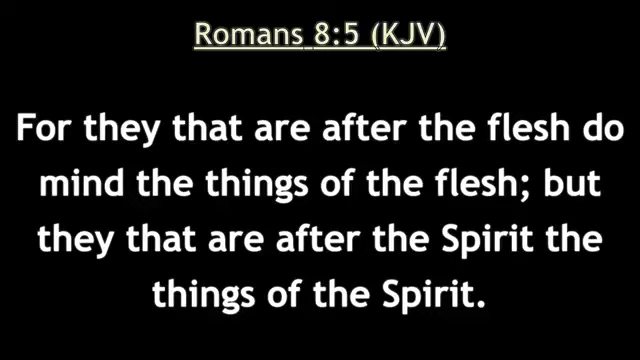 Romans 8:5 (KJV)
For they that are after the flesh do
mind the things of the flesh; but
they that are after the Spirit the
things of the Spirit.